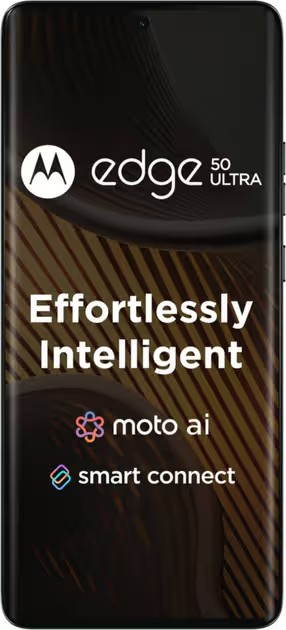 edge 50 ULTRA
Effortlessly
Intelligent
moto ai
smart connect